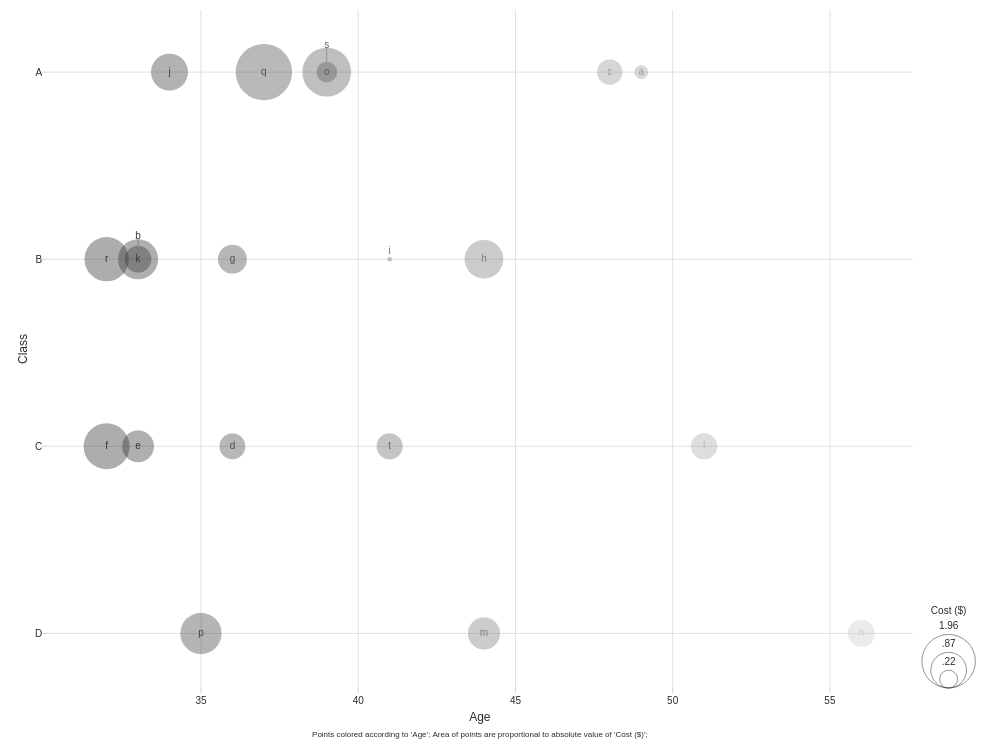 s
A
j
q
o
c
a
b
i
B
r
k
g
h
Class
C
f
e
d
t
l
Cost ($)
1.96
.87
.22
D
p
m
n
35
40
45
50
55
Age
Points colored according to 'Age'; Area of points are proportional to absolute value of 'Cost ($)';